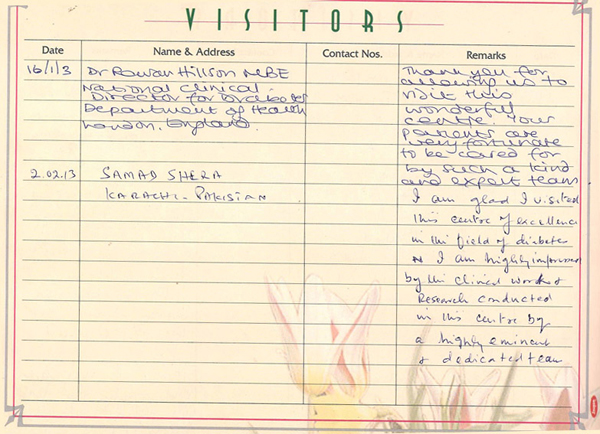 VISITORS
Date Name & Address Contact Nos. Remarks
16/1/3 Dr Rowan Hillson MBE Thank you for
National Clinical allowing us to
Director for Diabetes visit this
Department of Health wonderful
London, England. centre. Your
patients are
very fortunate
to be cared for
by such a kind
and expert team
2.02.13 SAMAD SHERA
KARACHI - PAKISTAN I am glad I visited
this centre of excellence
in the field of diabetes
I am highly impressed
by the clinical work &
Research conducted
in this centre by
a highly eminent
& dedicated team